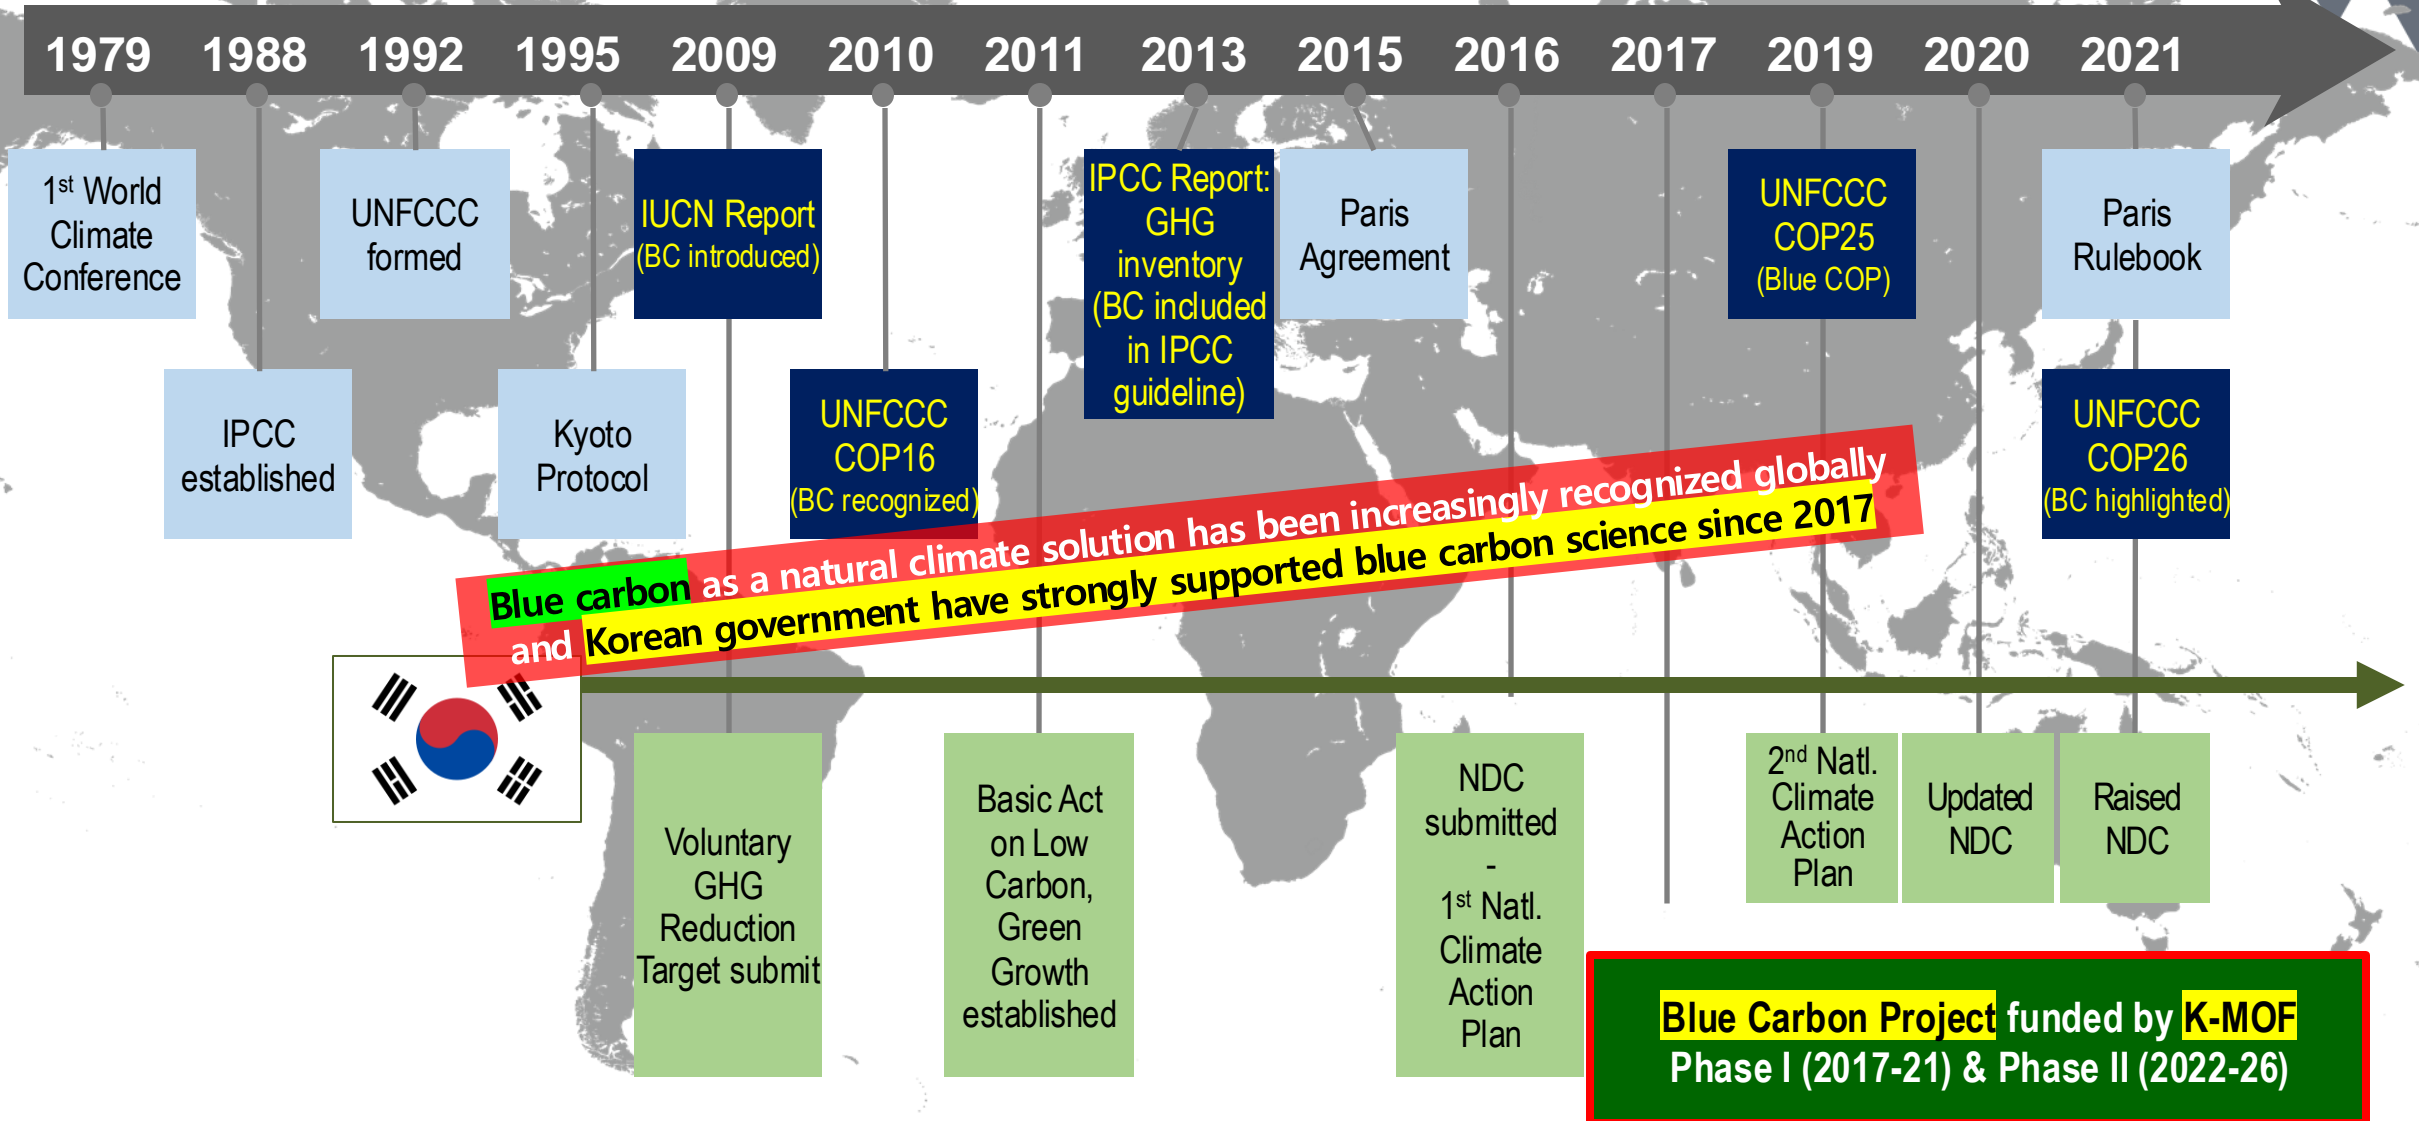 1979 1988 1992 1995 2009 2010 2011 2013 2015 2016 2017 2019 2020 2021
1st World
Climate
Conference
IPCC
established
UNFCCC
formed
Kyoto
Protocol
IUCN Report
(BC introduced)
UNFCCC
COP16
(BC recognized)
IPCC Report:
GHG
inventory
(BC included
in IPCC
guideline)
Paris
Agreement
UNFCCC
COP25
(Blue COP)
Paris
Rulebook
UNFCCC
COP26
(BC highlighted)
Blue carbon as a natural climate solution has been increasingly recognized globally
and Korean government have strongly supported blue carbon science since 2017
Voluntary
GHG
Reduction
Target submit
Basic Act
on Low
Carbon,
Green
Growth
established
NDC
submitted
-
1st Natl.
Climate
Action
Plan
2nd Natl.
Climate
Action
Plan
Updated
NDC
Raised
NDC
Blue Carbon Project funded by K-MOF
Phase I (2017-21) & Phase II (2022-26)